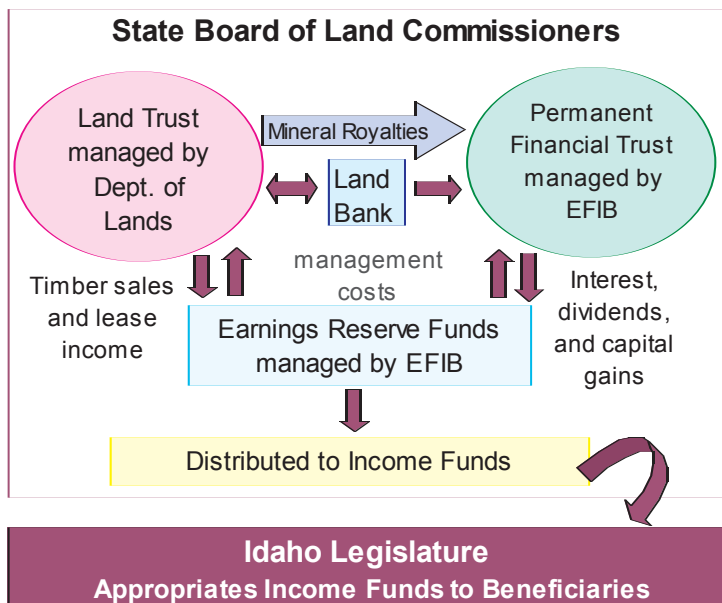 State Board of Land Commissioners
Land Trust
managed by
Dept. of
Lands
Mineral Royalties
Land
Bank
Permanent
Financial Trust
managed by
EFIB
Timber sales
and lease
income
management
costs
Interest,
dividends,
and capital
gains
Earnings Reserve Funds
managed by EFIB
Distributed to Income Funds
Idaho Legislature
Appropriates Income Funds to Beneficiaries